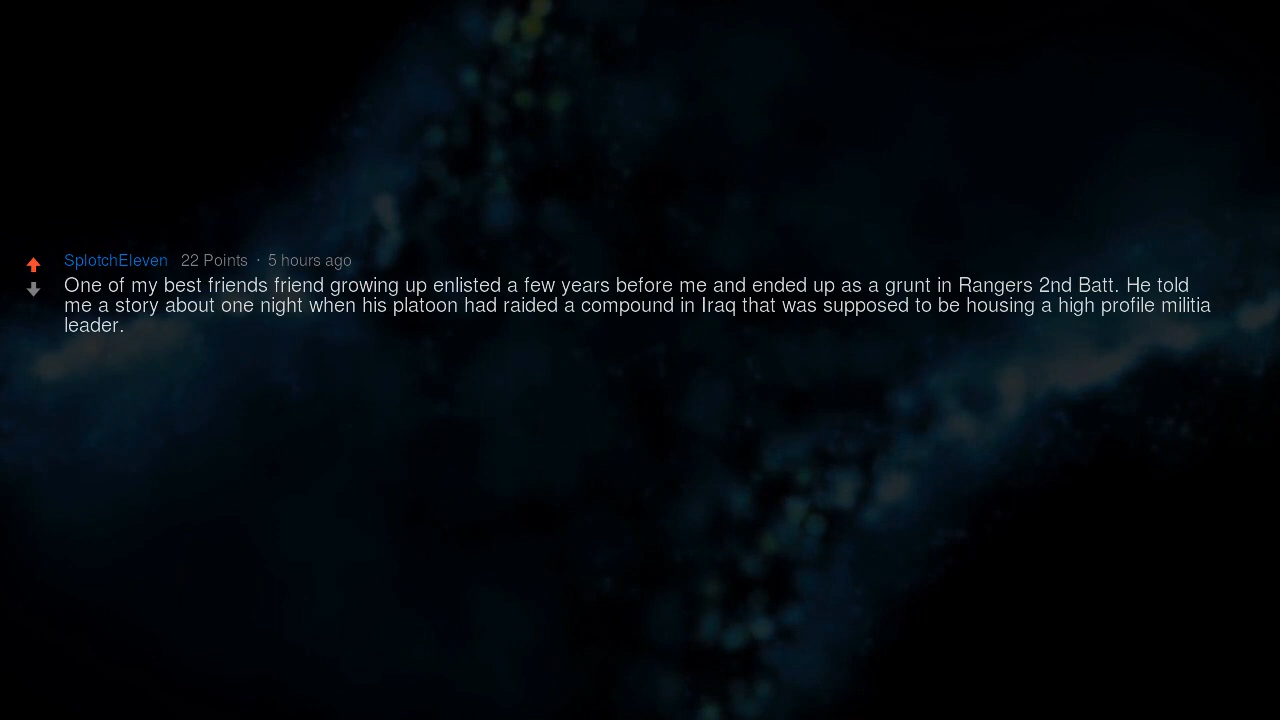 SplotchEleven 22 Points · 5 hours ago
One of my best friends friend growing up enlisted a few years before me and ended up as a grunt in Rangers 2nd Batt. He told
me a story about one night when his platoon had raided a compound in Iraq that was supposed to be housing a high profile militia
leader.